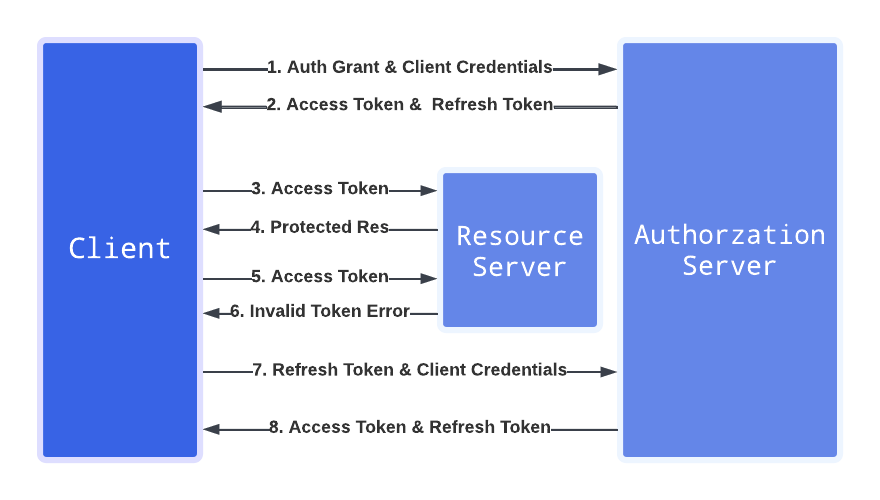 1. Auth Grant & Client Credentials
2. Access Token &  Refresh Token
3. Access Token
4. Protected Res
5. Access Token
6. Invalid Token Error
7. Refresh Token & Client Credentials
8. Access Token & Refresh Token
Client
Resource
Server
Authorzation
Server